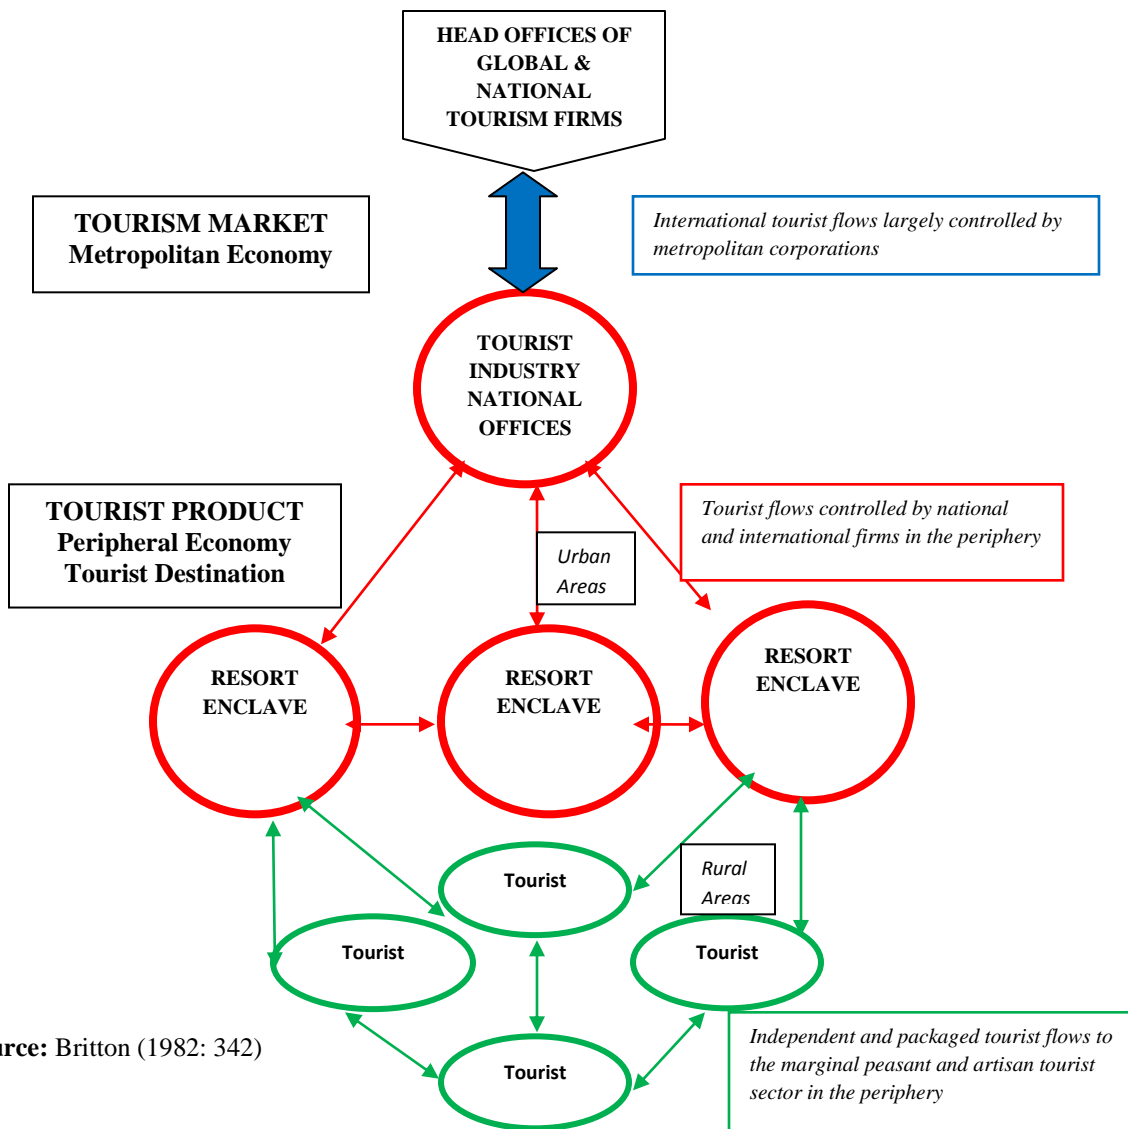 HEAD OFFICES OF
GLOBAL &
NATIONAL
TOURISM FIRMS
TOURISM MARKET
Metropolitan Economy
International tourist flows largely controlled by
metropolitan corporations
TOURIST
INDUSTRY
NATIONAL
OFFICES
TOURIST PRODUCT
Peripheral Economy
Tourist Destination
Tourist flows controlled by national
and international firms in the periphery
Urban
Areas
RESORT
ENCLAVE
RESORT
ENCLAVE
RESORT
ENCLAVE
Tourist
Rural
Areas
Tourist
Tourist
urce: Britton (1982: 342)
Tourist
Independent and packaged tourist flows to
the marginal peasant and artisan tourist
sector in the periphery